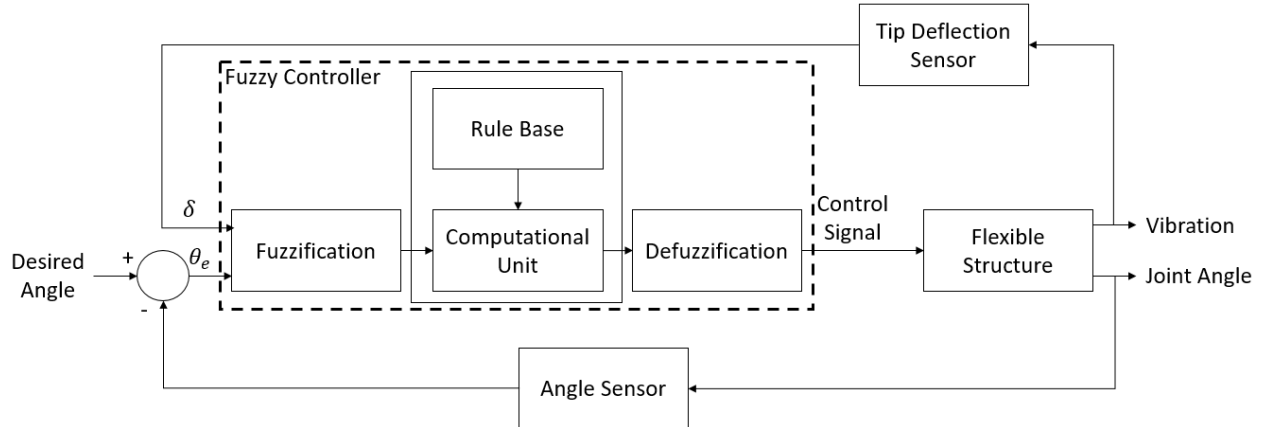 Tip Deflection
Sensor
Fuzzy Controller
Rule Base
δ
Control
Signal
Fuzzification
Computational
Unit
Defuzzification
Flexible
Structure
Vibration
Joint Angle
Desired
Angle
+
θe
-
Angle Sensor